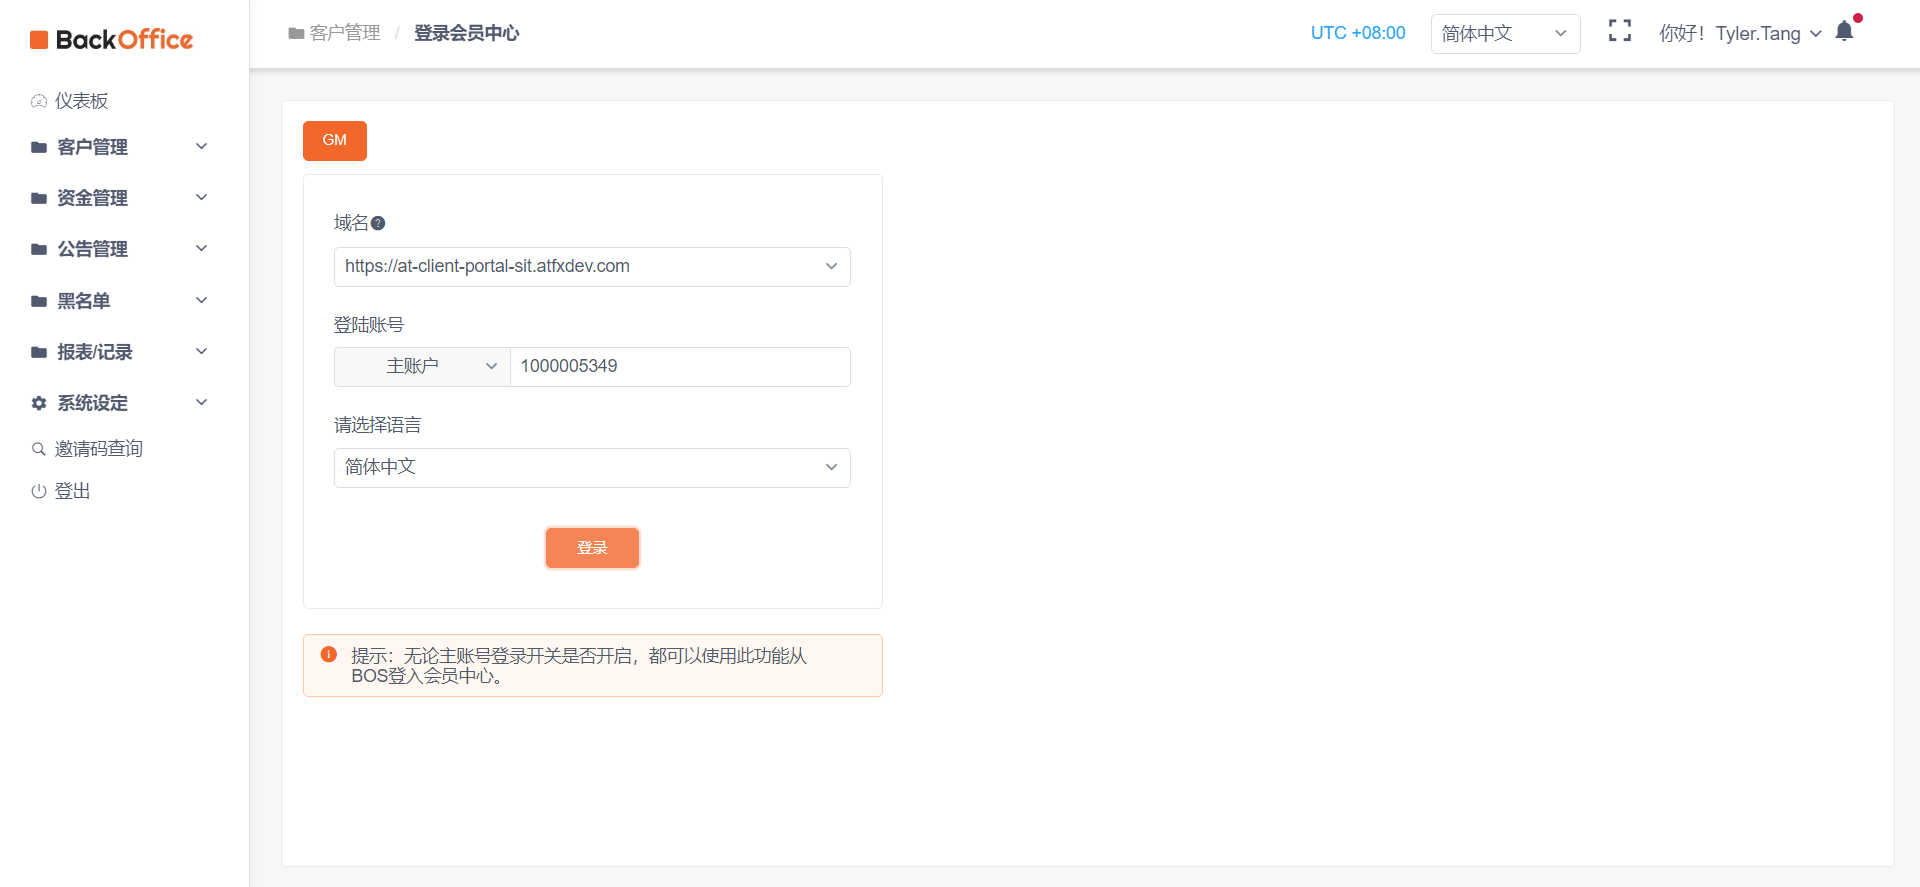 BackOffice
仪表板
客户管理
资金管理
公告管理
黑名单
报表/记录
系统设定
邀请码查询
登出
客户管理 / 登录会员中心
UTC +08:00
简体中文
你好！Tyler.Tang
GM
域名
https://at-client-portal-sit.atfxdev.com
登陆账号
主账户 1000005349
请选择语言
简体中文
登录
提示：无论主账号登录开关是否开启，都可以使用此功能从
BOS登入会员中心。